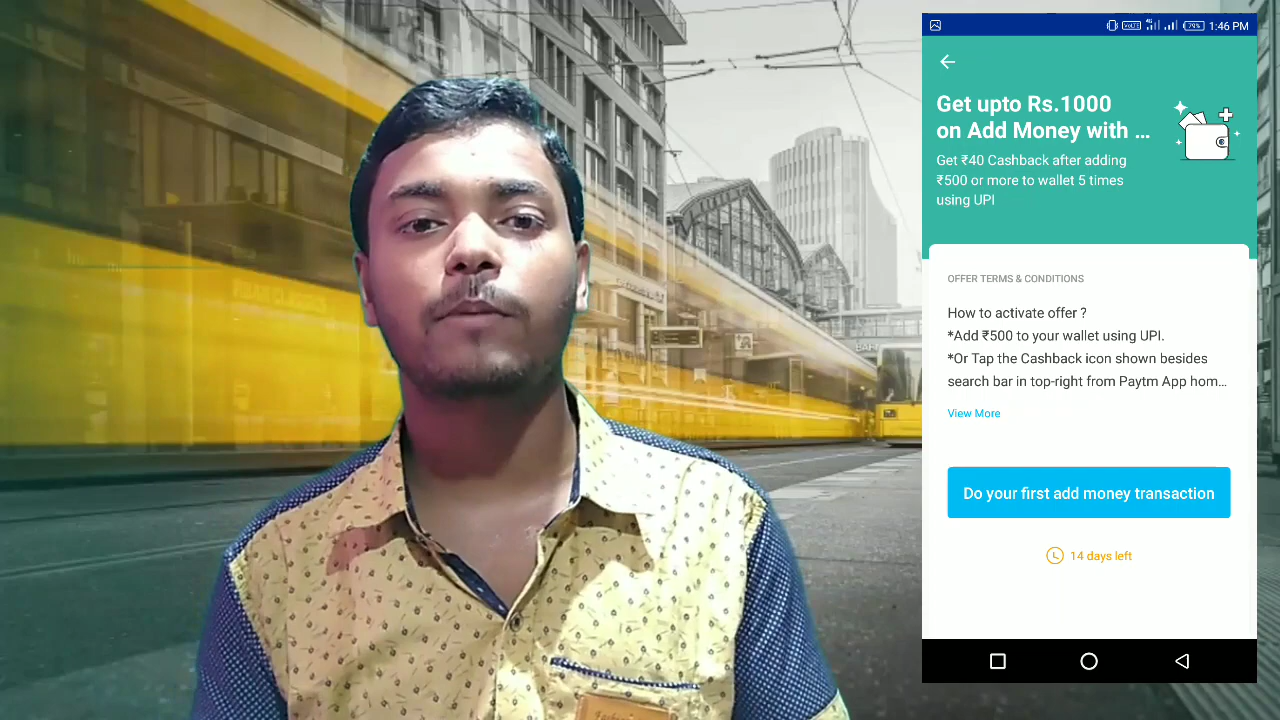 1:46 PM
79%
VoLTE
4G
Get upto Rs.1000
on Add Money with ...
Get ₹40 Cashback after adding
₹500 or more to wallet 5 times
using UPI
OFFER TERMS & CONDITIONS
How to activate offer ?
*Add ₹500 to your wallet using UPI.
*Or Tap the Cashback icon shown besides
search bar in top-right from Paytm App hom...
View More
Do your first add money transaction
14 days left